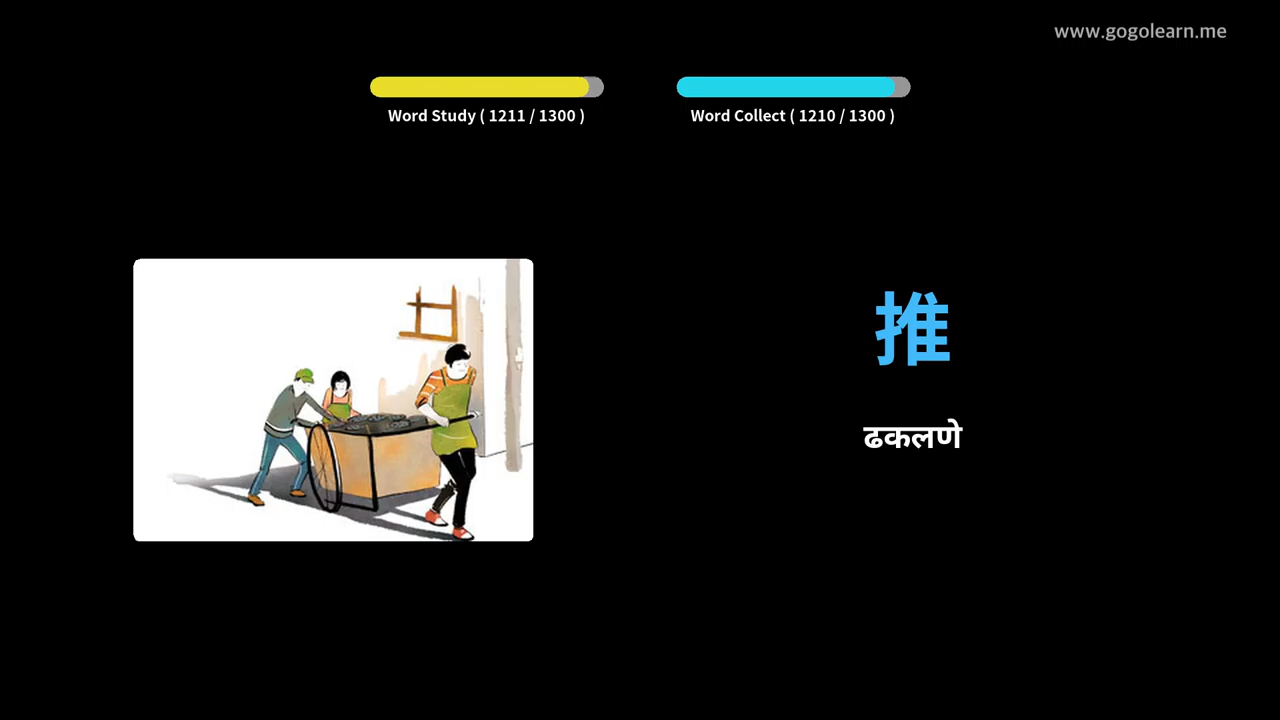 www.gogolearn.me
Word Study ( 1211 / 1300 )
Word Collect ( 1210 / 1300 )
推
ढकलणे